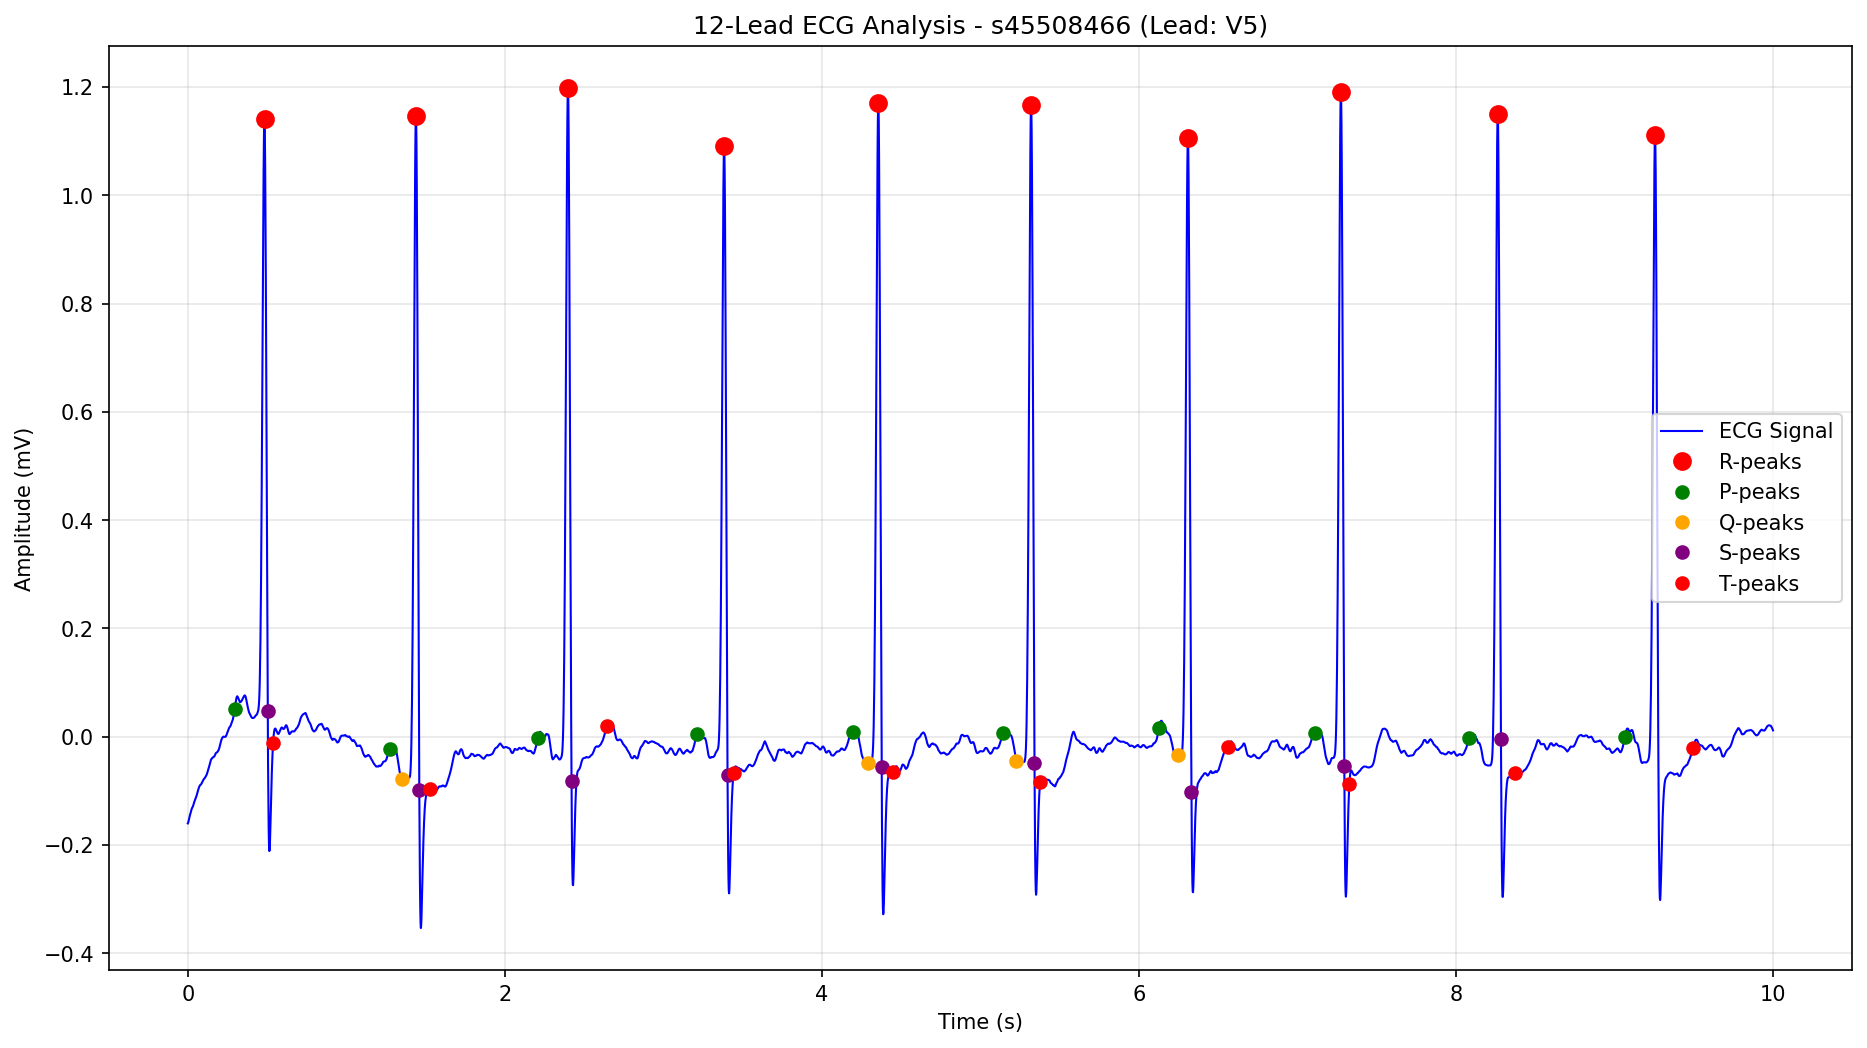 12-Lead ECG Analysis - s45508466 (Lead: V5)
Amplitude (mV)
1.2
1.0
0.8
0.6
0.4
0.2
0.0
−0.2
−0.4
ECG Signal
R-peaks
P-peaks
Q-peaks
S-peaks
T-peaks
0 2 4 6 8 10
Time (s)